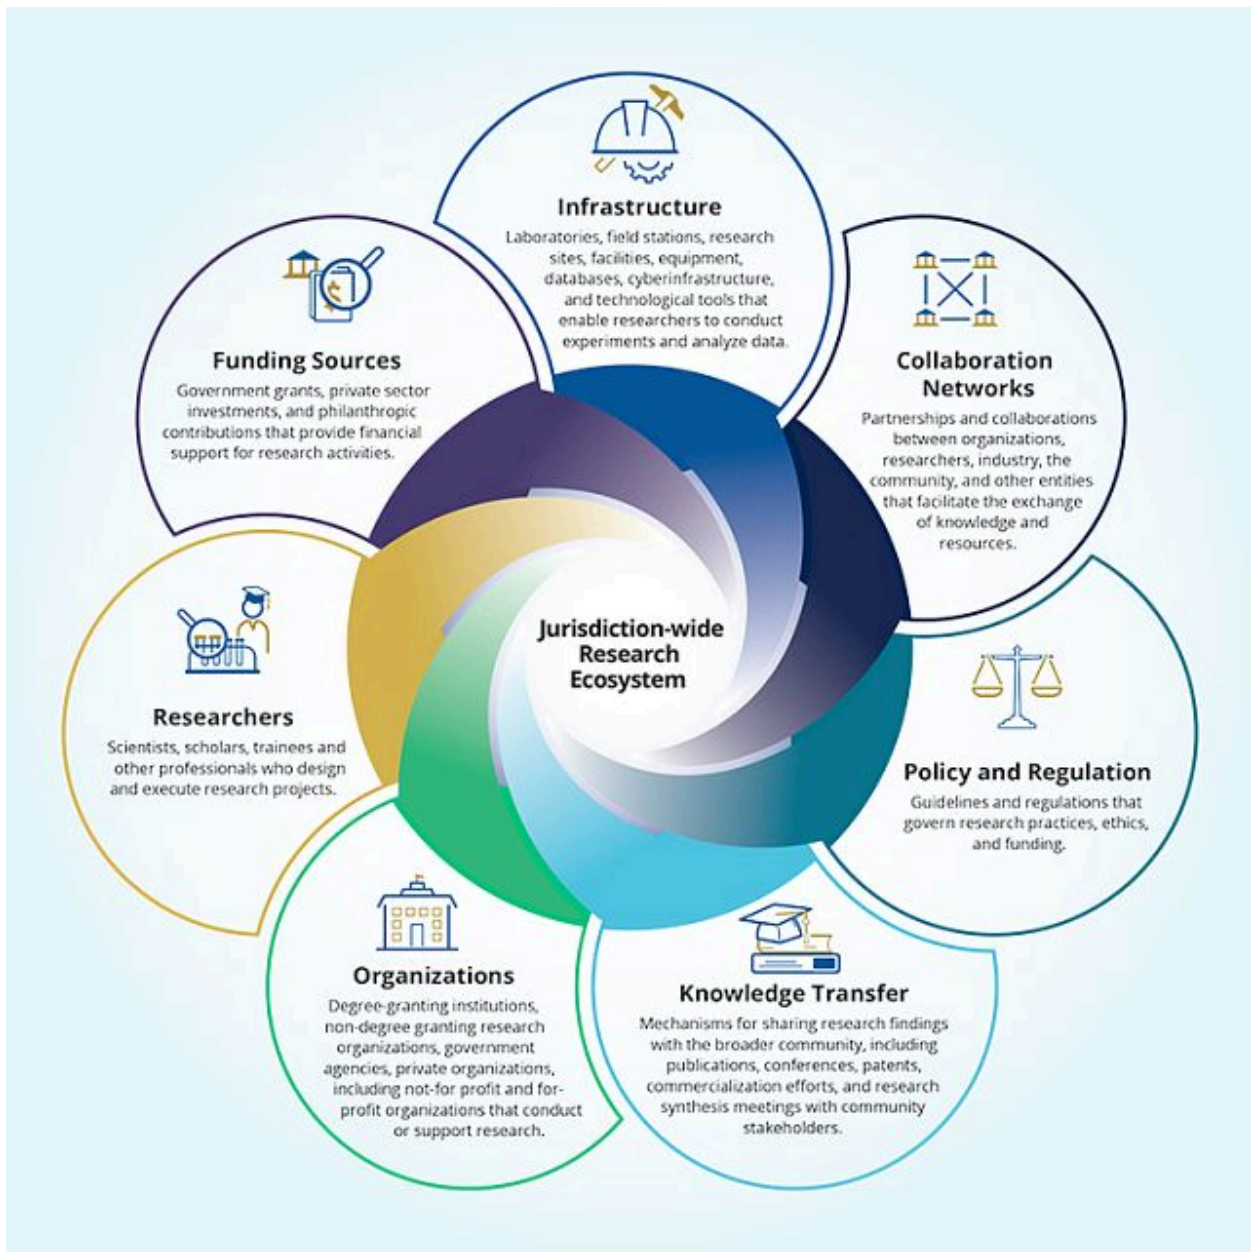 Infrastructure
Laboratories, field stations, research
sites, facilities, equipment,
databases, cyberinfrastructure,
and technological tools that
enable researchers to conduct
experiments and analyze data.
Collaboration
Networks
Partnerships and collaborations
between organizations,
researchers, industry, the
community, and other entities
that facilitate the exchange
of knowledge and
resources.
Policy and Regulation
Guidelines and regulations that
govern research practices, ethics,
and funding.
Knowledge Transfer
Mechanisms for sharing research findings
with the broader community, including
publications, conferences, patents,
commercialization efforts, and research
synthesis meetings with community
stakeholders.
Organizations
Degree-granting institutions,
non-degree granting research
organizations, government
agencies, private organizations,
including not-for profit and for-
profit organizations that conduct
or support research.
Researchers
Scientists, scholars, trainees and
other professionals who design
and execute research projects.
Funding Sources
Government grants, private sector
investments, and philanthropic
contributions that provide financial
support for research activities.
Jurisdiction-wide
Research
Ecosystem